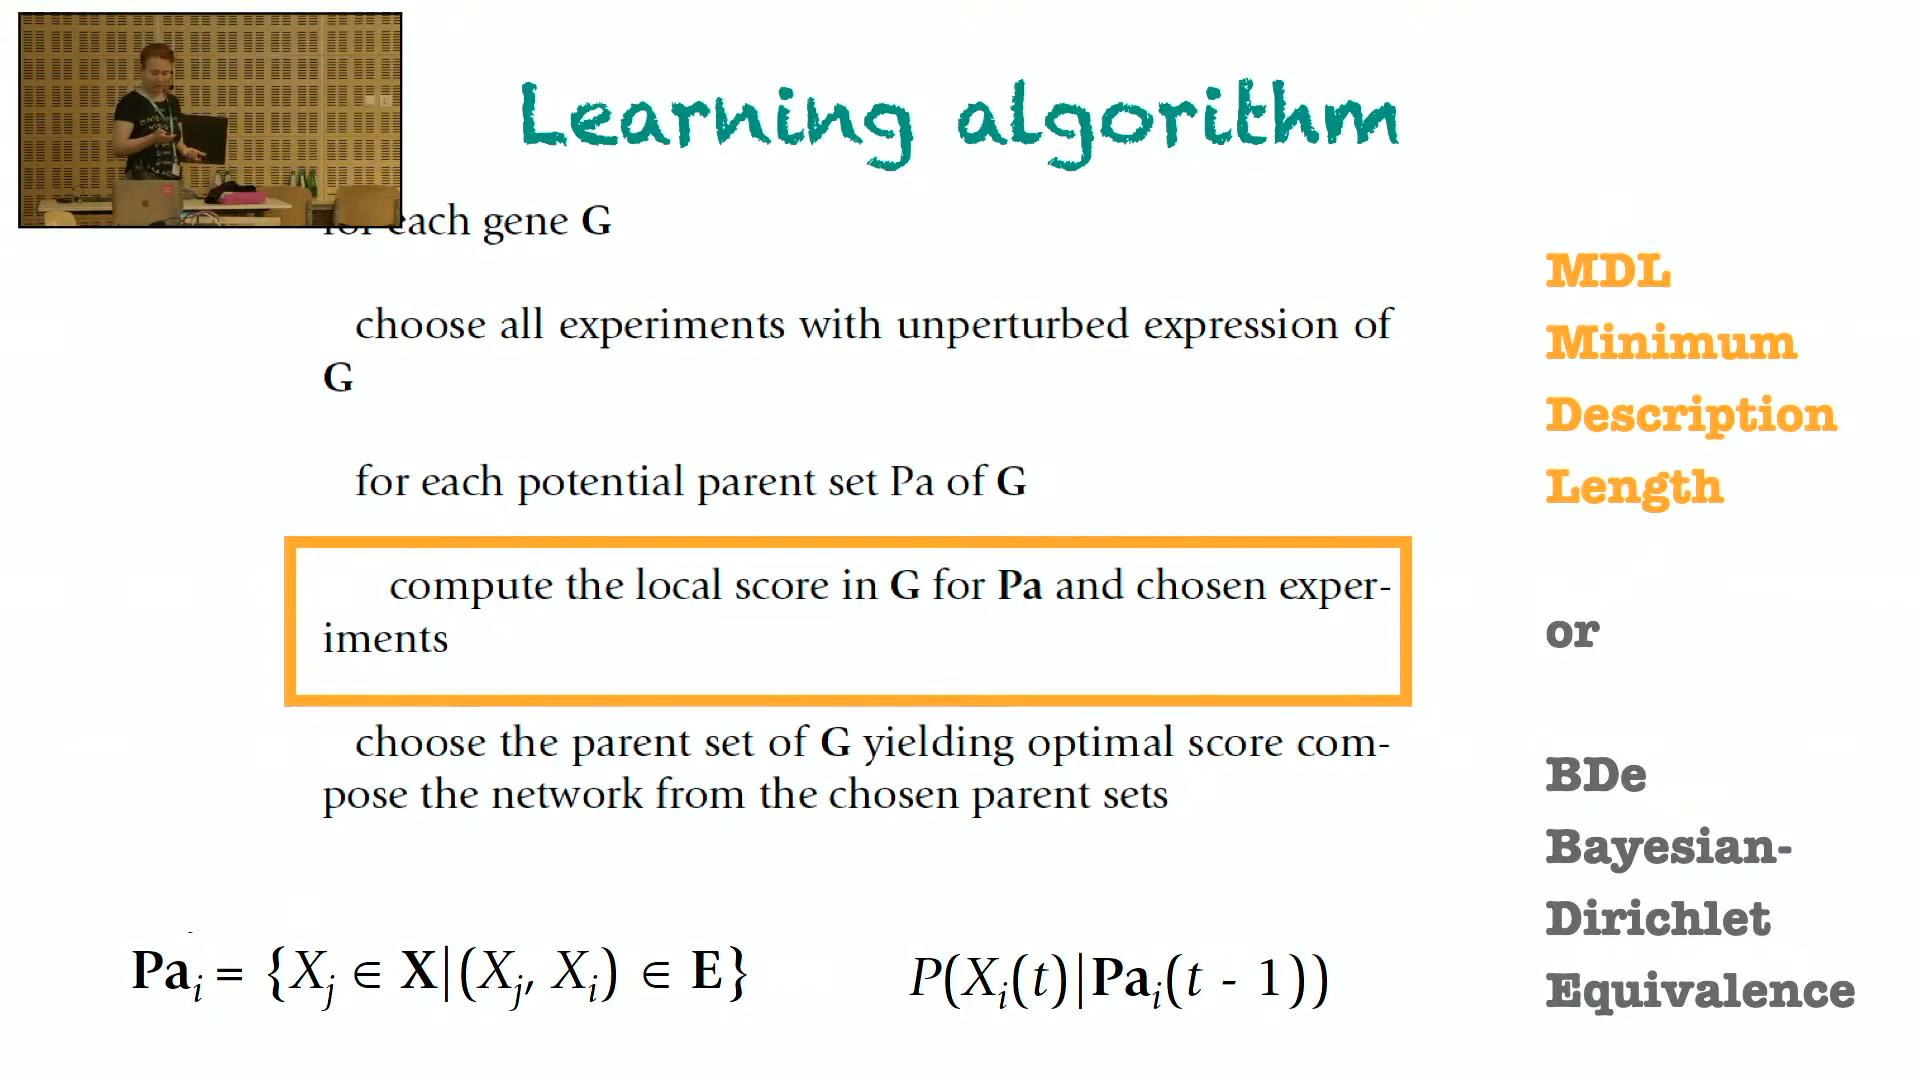 Learning algorithm
for each gene G
choose all experiments with unperturbed expression of
G
for each potential parent set Pa of G
compute the local score in G for Pa and chosen exper-
iments
choose the parent set of G yielding optimal score com-
pose the network from the chosen parent sets
Pa_i = {X_j ∈ X|(X_j, X_i) ∈ E}
P(X_i(t)|Pa_i(t - 1))
MDL
Minimum
Description
Length
or
BDe
Bayesian-
Dirichlet
Equivalence